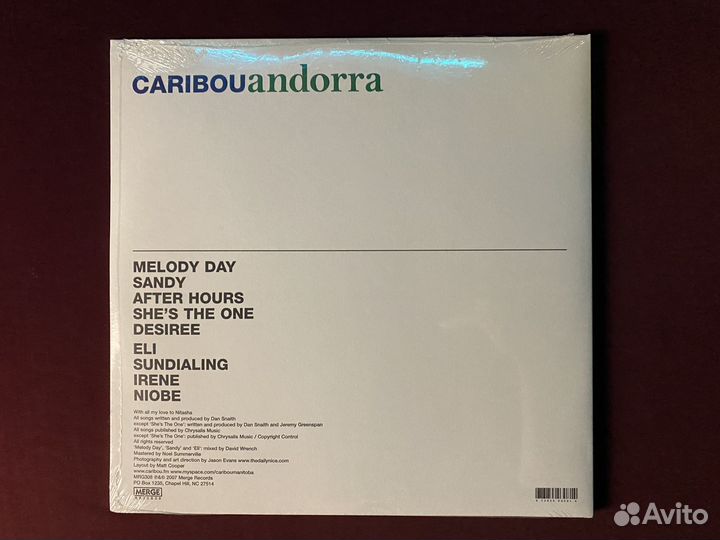 CARIBOUandorra
MELODY DAY
SANDY
AFTER HOURS
SHE'S THE ONE
DESIREE
ELI
SUNDIALING
IRENE
NIOBE
With all my love to Nitasha
All songs written and produced by Dan Snaith
except 'She's The One': written and produced by Dan Snaith and Jeremy Greenspan
All songs published by Chrysalis Music
except 'She's The One': published by Chrysalis Music / Copyright Control
All rights reserved
'Melody Day', 'Sandy' and 'Eli': mixed by David Wrench
Mastered by Noel Summerville
Photography and art direction by Jason Evans www.thedailynice.com
Layout by Matt Cooper
www.caribou.fm www.myspace.com/cariboumanitoba
MRG308 ℗&© 2007 Merge Records
PO Box 1235, Chapel Hill, NC 27514
MERGE
RECORDS
Avito